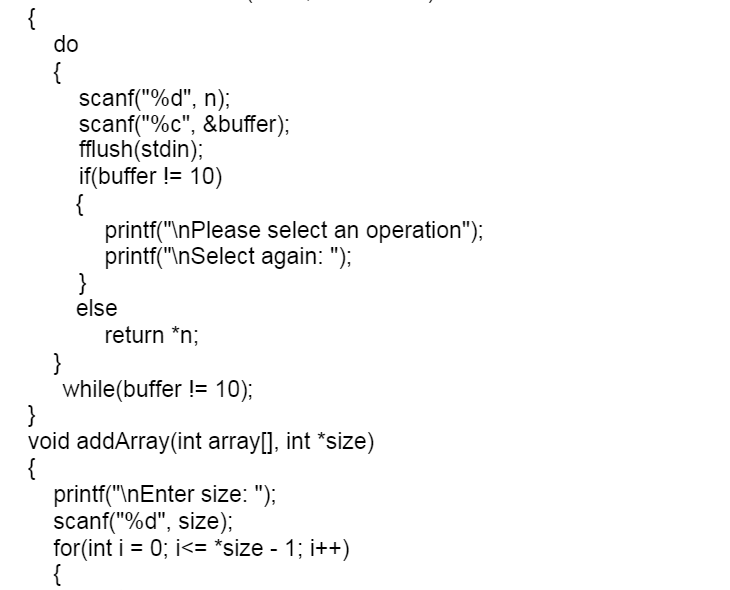 {
do
{
scanf("%d", n);
scanf("%c", &buffer);
fflush(stdin);
if(buffer != 10)
{
printf("\nPlease select an operation");
printf("\nSelect again: ");
}
else
return *n;
}
while(buffer != 10);
}
void addArray(int array[], int *size)
{
printf("\nEnter size: ");
scanf("%d", size);
for(int i = 0; i<= *size - 1; i++)
{